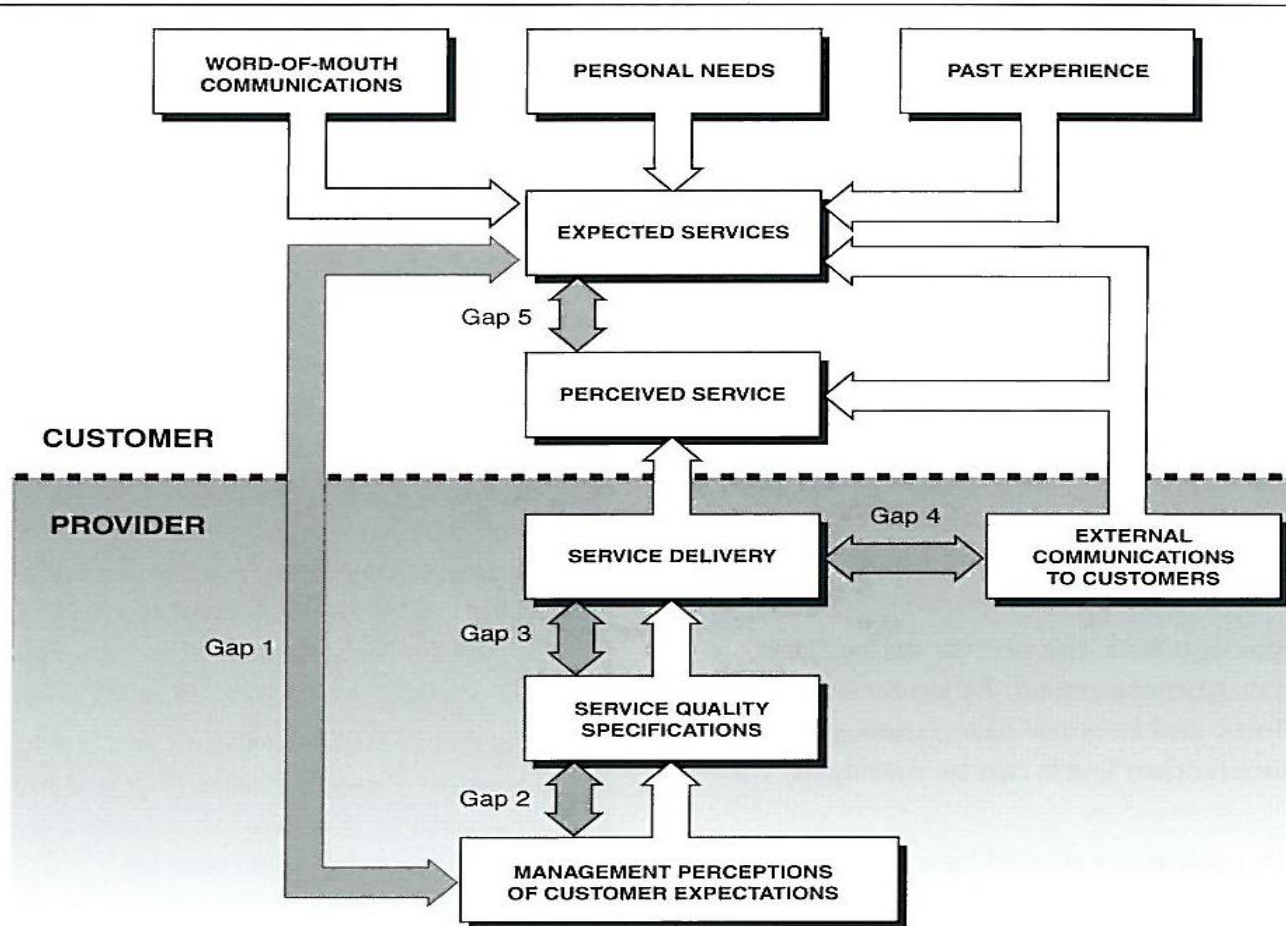 WORD-OF-MOUTH
COMMUNICATIONS
PERSONAL NEEDS
PAST EXPERIENCE
EXPECTED SERVICES
Gap 5
PERCEIVED SERVICE
CUSTOMER
PROVIDER
Gap 4
SERVICE DELIVERY
EXTERNAL
COMMUNICATIONS
TO CUSTOMERS
Gap 1
Gap 3
SERVICE QUALITY
SPECIFICATIONS
Gap 2
MANAGEMENT PERCEPTIONS
OF CUSTOMER EXPECTATIONS